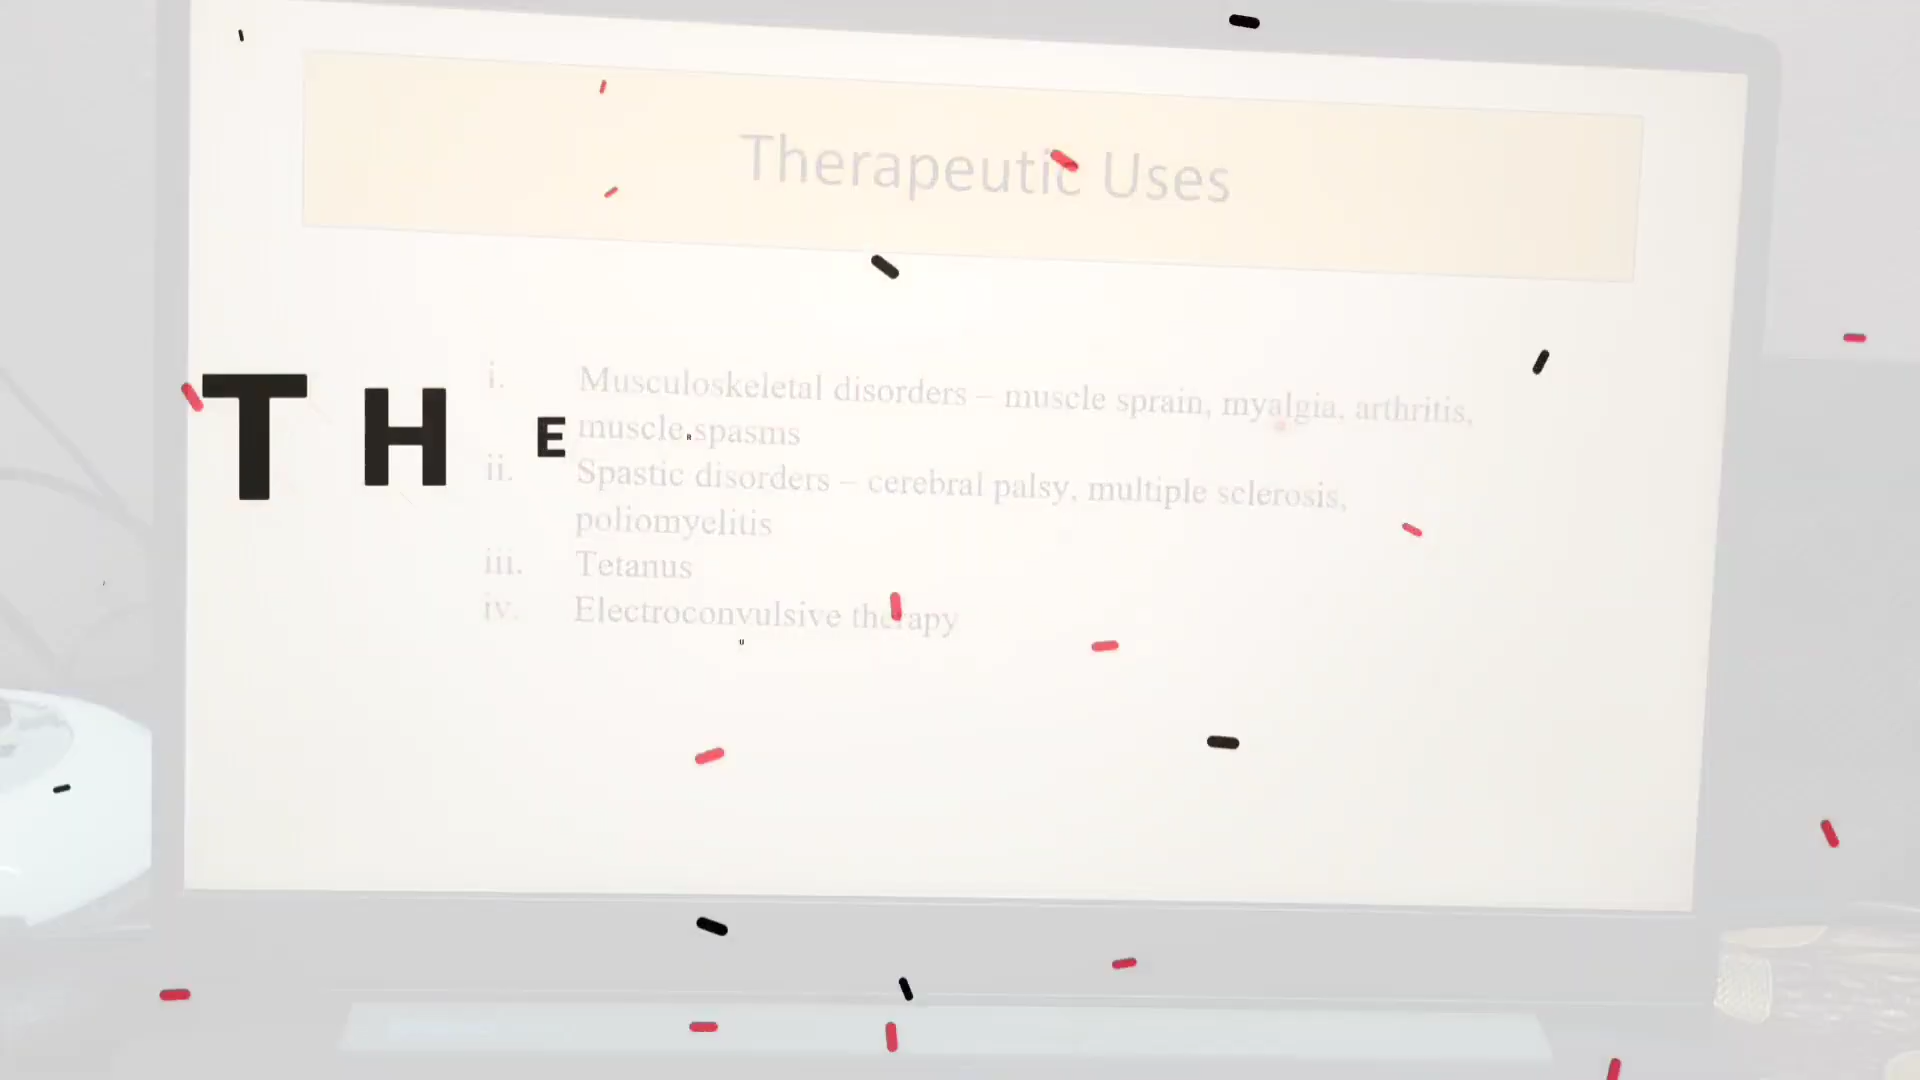 Therapeutic Uses
T H E R
i. Musculoskeletal disorders – muscle sprain, myalgia, arthritis,
muscle spasms
ii. Spastic disorders – cerebral palsy, multiple sclerosis,
poliomyelitis
iii. Tetanus
iv. Electroconvulsive therapy
U